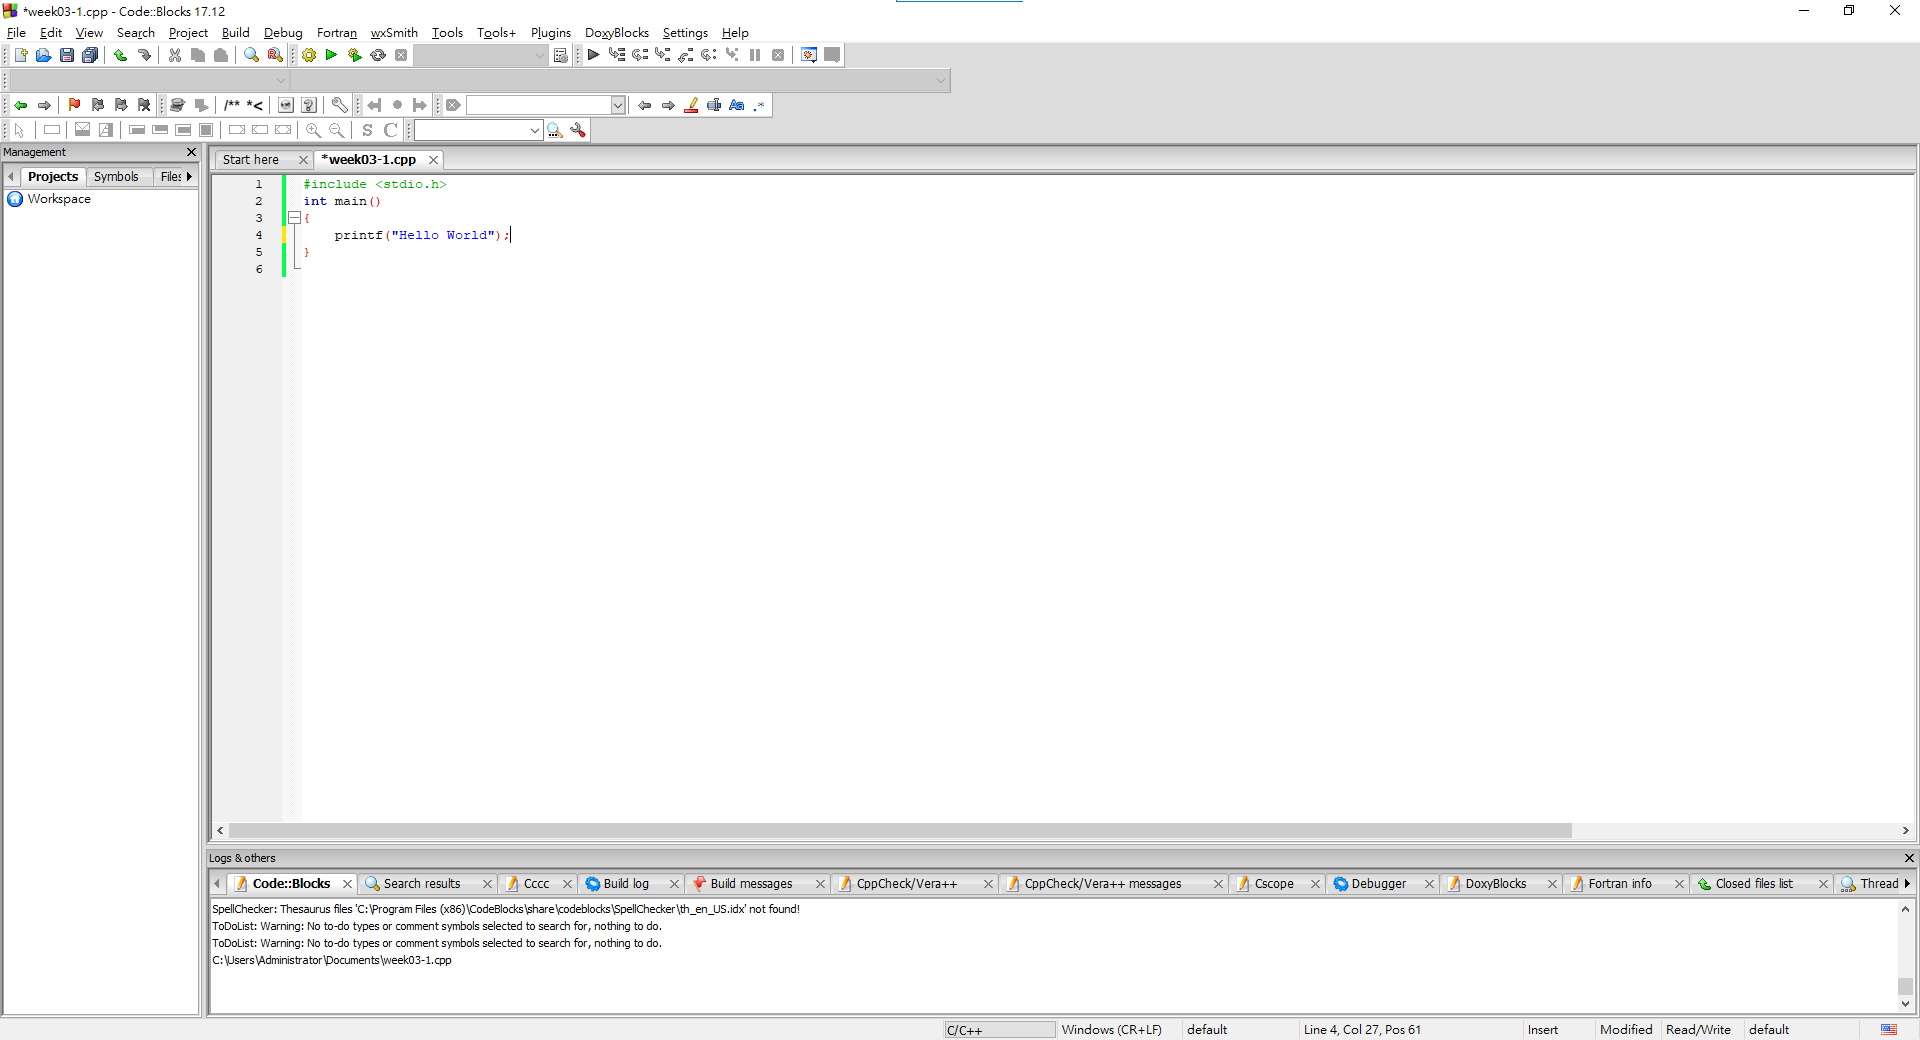 *week03-1.cpp - Code::Blocks 17.12
File Edit View Search Project Build Debug Fortran wxSmith Tools Tools+ Plugins DoxyBlocks Settings Help
/** *<
Aa .*
S C
Management
Projects Symbols Files
Workspace
Start here *week03-1.cpp
1 #include <stdio.h>
2 int main()
3 {
4 printf("Hello World");
5 }
6
Logs & others
Code::Blocks Search results Cccc Build log Build messages CppCheck/Vera++ CppCheck/Vera++ messages Cscope Debugger DoxyBlocks Fortran info Closed files list Thread
SpellChecker: Thesaurus files 'C:\Program Files (x86)\CodeBlocks\share\codeblocks\SpellChecker\th_en_US.idx' not found!
ToDoList: Warning: No to-do types or comment symbols selected to search for, nothing to do.
ToDoList: Warning: No to-do types or comment symbols selected to search for, nothing to do.
C:\Users\Administrator\Documents\week03-1.cpp
C/C++ Windows (CR+LF) default Line 4, Col 27, Pos 61 Insert Modified Read/Write default